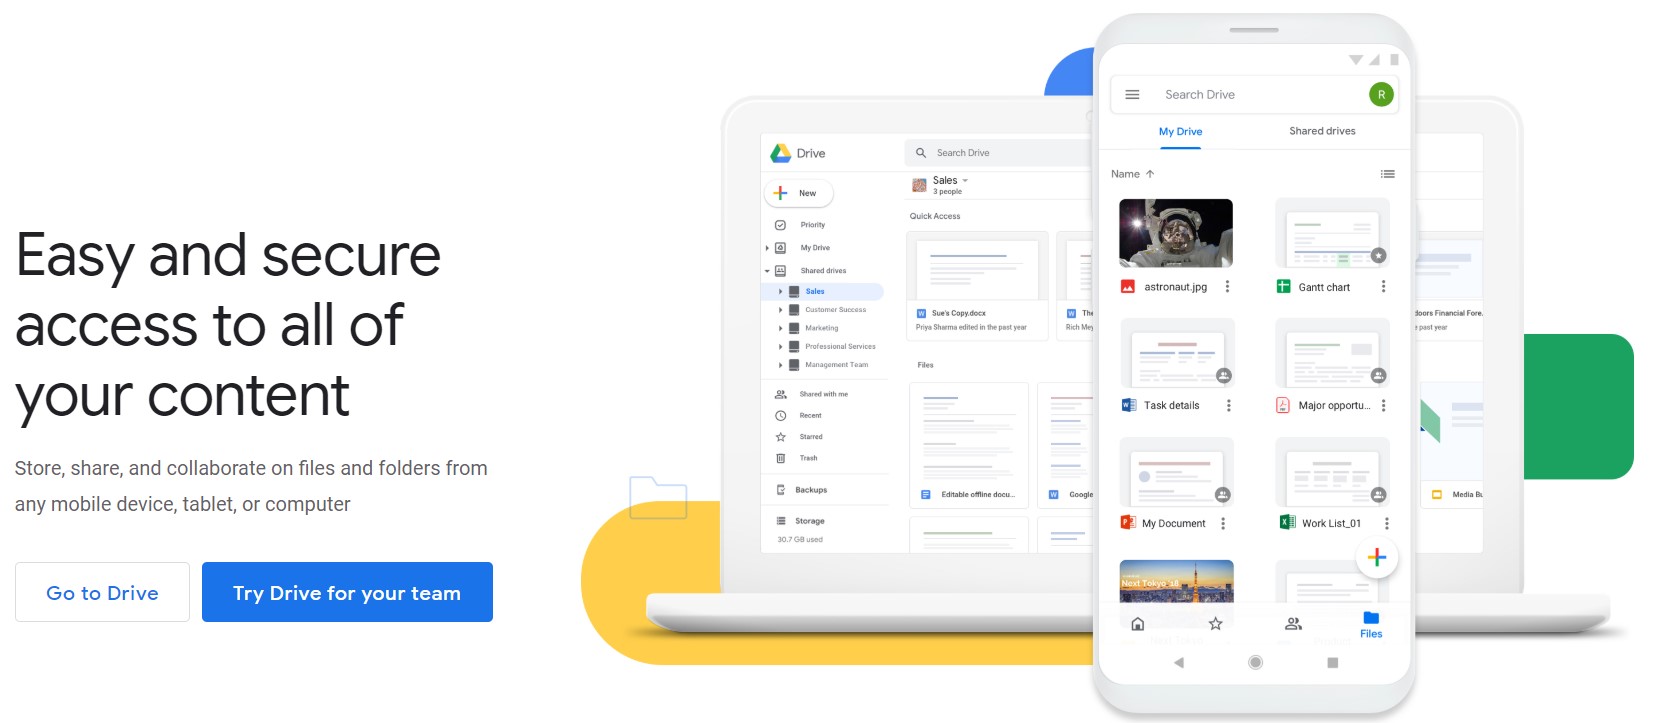 Easy and secure
access to all of
your content
Store, share, and collaborate on files and folders from
any mobile device, tablet, or computer
Go to Drive
Try Drive for your team
Drive
Search Drive
New
Sales
3 people
Priority
My Drive
Shared drives
Sales
Customer Success
Marketing
Professional Services
Management Team
Shared with me
Recent
Starred
Trash
Backups
Storage
30.7 GB used
Quick Access
Sue's Copy.docx
Priya Sharma edited in the past year
The
Rich Mey
Files
Editable offline docu...
Google
doors Financial Fore.
past year
Media Bu
Search Drive
R
My Drive
Shared drives
Name
astronaut.jpg
Gantt chart
Task details
Major opportu...
My Document
Work List_01
Next Tokyo 18
Files